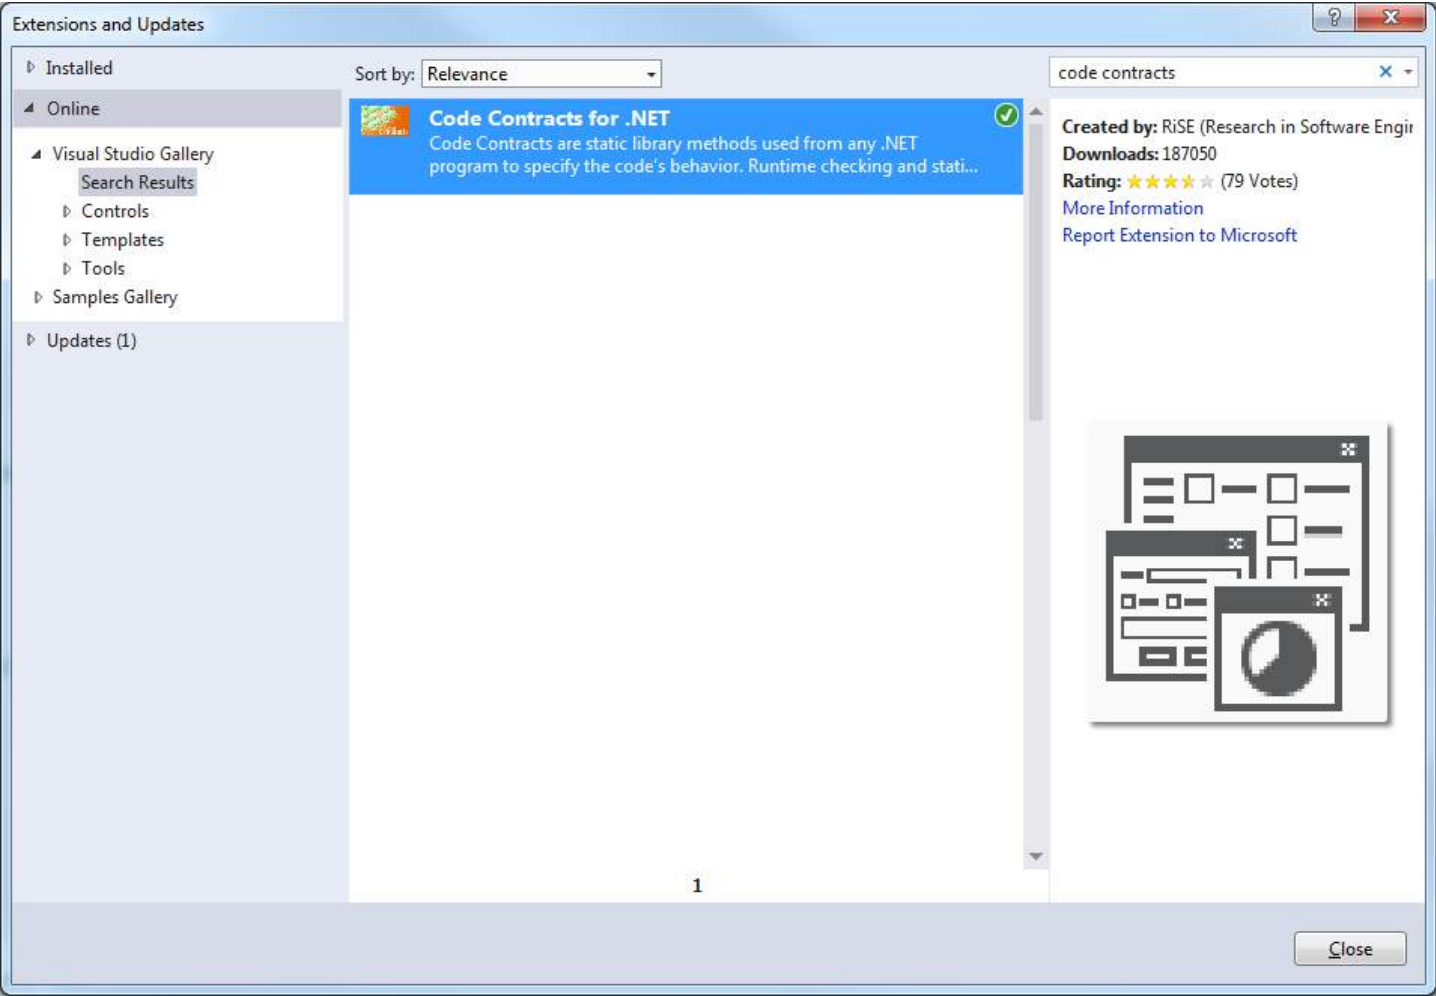 Extensions and Updates
Installed
Online
Visual Studio Gallery
Search Results
Controls
Templates
Tools
Samples Gallery
Updates (1)
Sort by: Relevance
Code Contracts for .NET
Code Contracts are static library methods used from any .NET
program to specify the code's behavior. Runtime checking and stati...
1
code contracts
Created by: RiSE (Research in Software Engir
Downloads: 187050
Rating: (79 Votes)
More Information
Report Extension to Microsoft
Close